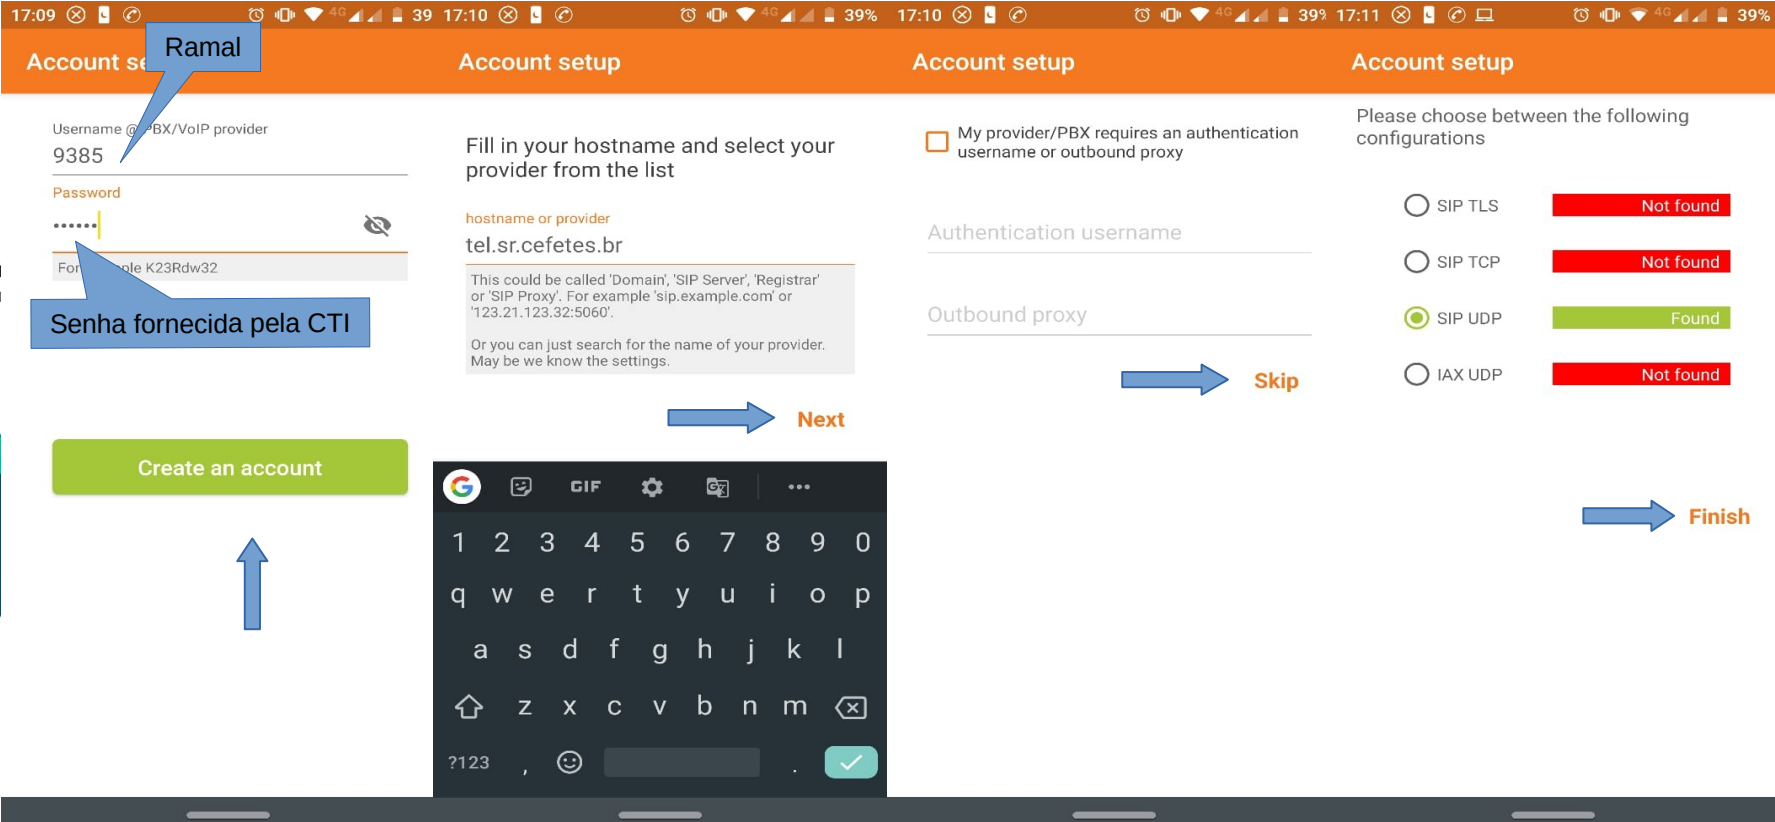 17:09
4G
39
Account se
Ramal
Username @ PBX/VoIP provider
9385
Password
••••••
For ple K23Rdw32
Senha fornecida pela CTI
Create an account
17:10
4G
39%
Account setup
Fill in your hostname and select your
provider from the list
hostname or provider
tel.sr.cefetes.br
This could be called 'Domain', 'SIP Server', 'Registrar'
or 'SIP Proxy'. For example 'sip.example.com' or
'123.21.123.32:5060'.
Or you can just search for the name of your provider.
May be we know the settings.
Next
G GIF G ...
1 2 3 4 5 6 7 8 9 0
q w e r t y u i o p
a s d f g h j k l
z x c v b n m
?123 , .
17:10
4G
39%
Account setup
My provider/PBX requires an authentication
username or outbound proxy
Authentication username
Outbound proxy
Skip
17:11
4G
39%
Account setup
Please choose between the following
configurations
SIP TLS Not found
SIP TCP Not found
SIP UDP Found
IAX UDP Not found
Finish